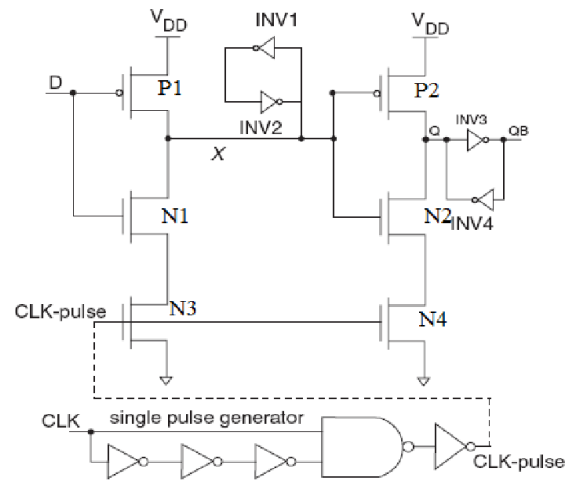 VDD
INV1
VDD
D
P1
P2
INV2
X
Q
INV3
QB
N1
N2
INV4
CLK-pulse
N3
N4
CLK
single pulse generator
CLK-pulse